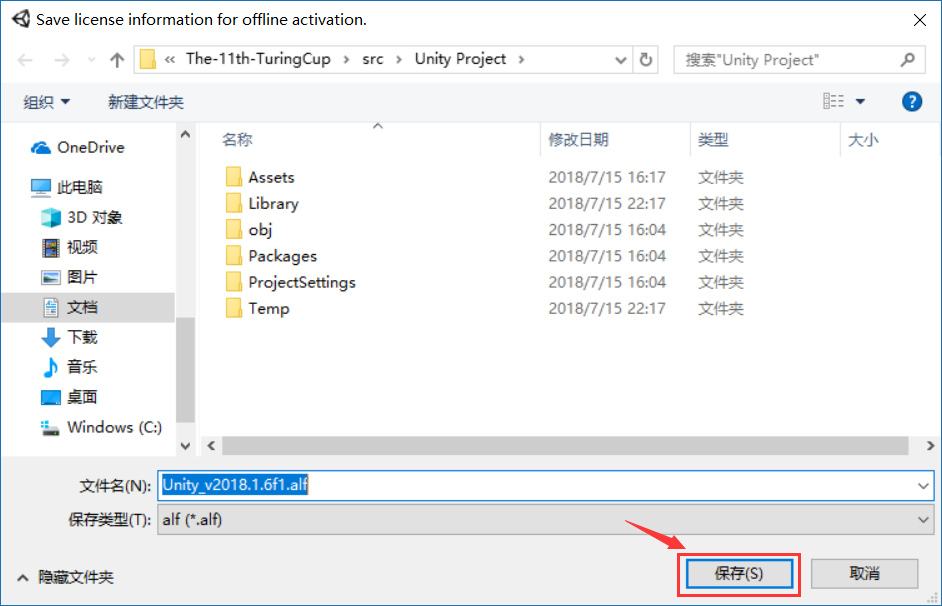 Save license information for offline activation.
« The-11th-TuringCup › src › Unity Project ›
搜索"Unity Project"
组织
新建文件夹
?
OneDrive
此电脑
3D 对象
视频
图片
文档
下载
音乐
桌面
Windows (C:)
名称 修改日期 类型 大小
Assets 2018/7/15 16:17 文件夹
Library 2018/7/15 22:17 文件夹
obj 2018/7/15 16:04 文件夹
Packages 2018/7/15 16:04 文件夹
ProjectSettings 2018/7/15 16:04 文件夹
Temp 2018/7/15 22:17 文件夹
文件名(N): Unity_v2018.1.6f1.alf
保存类型(T): alf (*.alf)
隐藏文件夹
保存(S)
取消